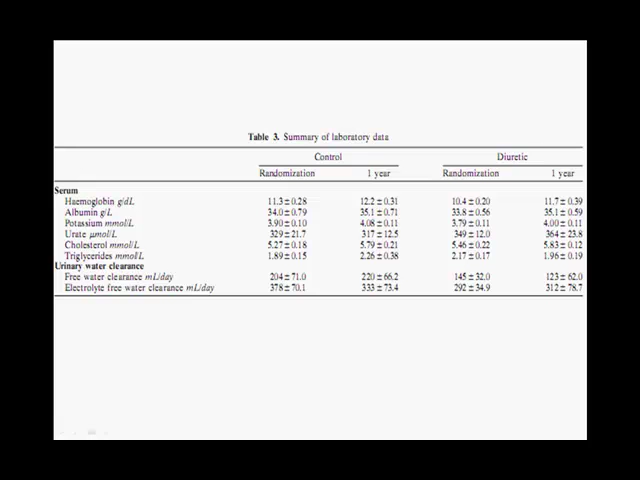 Table 3. Summary of laboratory data
Control Diuretic
Randomization 1 year Randomization 1 year
Serum
Haemoglobin g/dL 11.3 ± 0.28 12.2 ± 0.31 10.4 ± 0.20 11.7 ± 0.39
Albumin g/L 34.0 ± 0.79 35.1 ± 0.71 33.8 ± 0.56 35.1 ± 0.59
Potassium mmol/L 3.90 ± 0.10 4.08 ± 0.11 3.79 ± 0.11 4.00 ± 0.11
Urate μmol/L 329 ± 21.7 317 ± 12.5 349 ± 12.0 364 ± 23.8
Cholesterol mmol/L 5.27 ± 0.18 5.79 ± 0.21 5.46 ± 0.22 5.83 ± 0.12
Triglycerides mmol/L 1.89 ± 0.15 2.26 ± 0.38 2.17 ± 0.17 1.96 ± 0.19
Urinary water clearance
Free water clearance mL/day 204 ± 71.0 220 ± 66.2 145 ± 32.0 123 ± 62.0
Electrolyte free water clearance mL/day 378 ± 70.1 333 ± 73.4 292 ± 34.9 312 ± 78.7